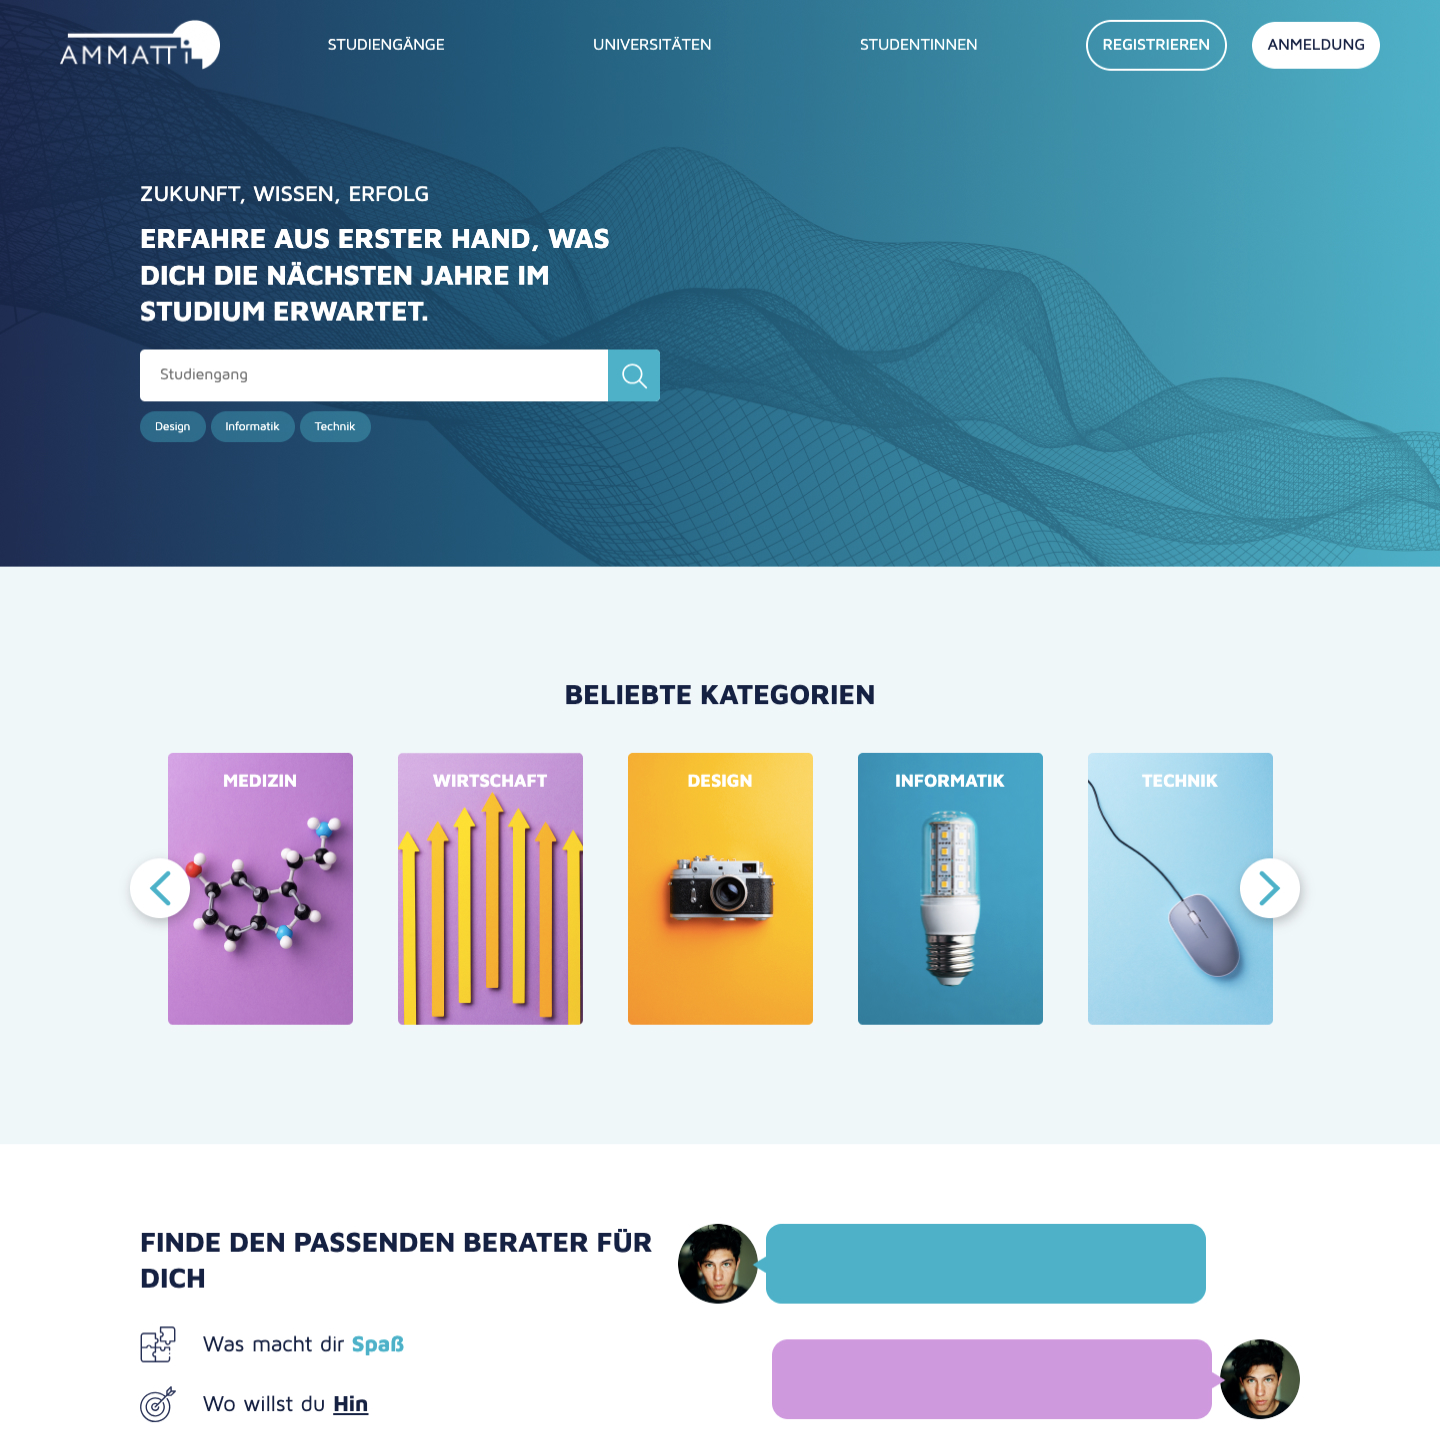 AMMATTI
STUDIENGÄNGE
UNIVERSITÄTEN
STUDENTINNEN
REGISTRIEREN
ANMELDUNG
ZUKUNFT, WISSEN, ERFOLG
ERFAHRE AUS ERSTER HAND, WAS
DICH DIE NÄCHSTEN JAHRE IM
STUDIUM ERWARTET.
Studiengang
Design
Informatik
Technik
BELIEBTE KATEGORIEN
MEDIZIN
WIRTSCHAFT
DESIGN
INFORMATIK
TECHNIK
FINDE DEN PASSENDEN BERATER FÜR
DICH
Was macht dir Spaß
Wo willst du Hin